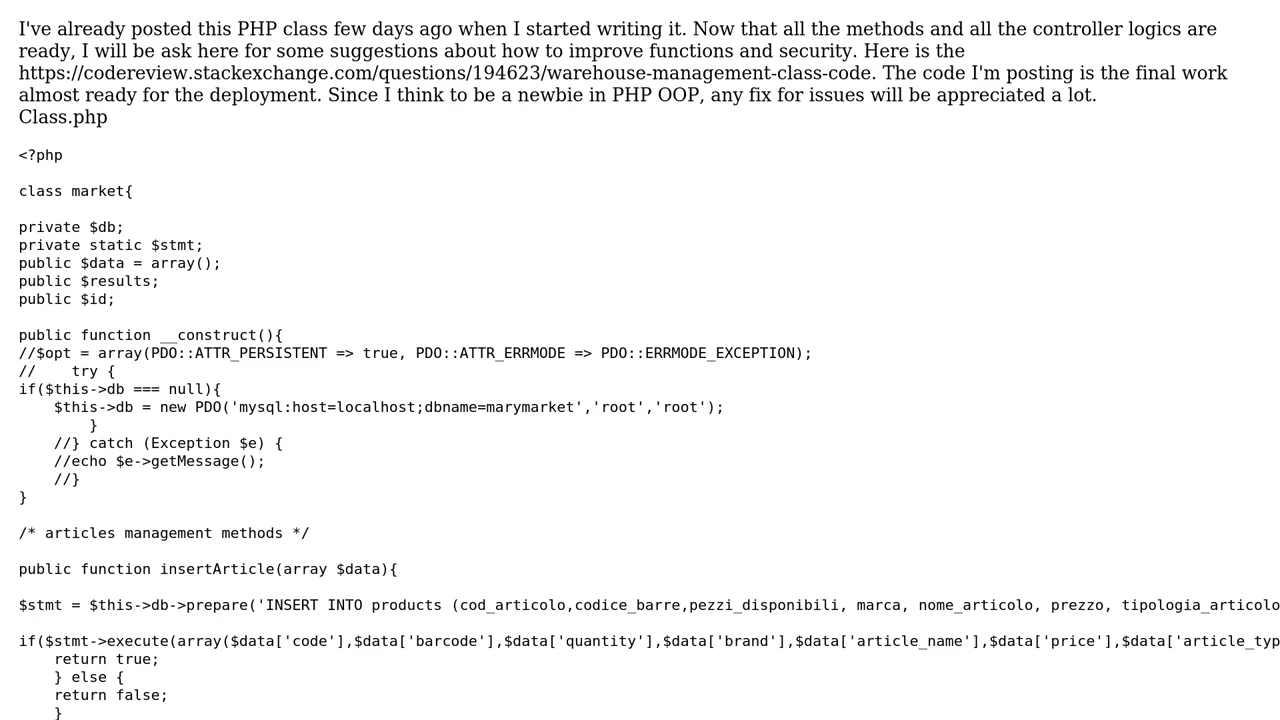 I've already posted this PHP class few days ago when I started writing it. Now that all the methods and all the controller logics are
ready, I will be ask here for some suggestions about how to improve functions and security. Here is the
https://codereview.stackexchange.com/questions/194623/warehouse-management-class-code. The code I'm posting is the final work
almost ready for the deployment. Since I think to be a newbie in PHP OOP, any fix for issues will be appreciated a lot.
Class.php
<?php
class market{
private $db;
private static $stmt;
public $data = array();
public $results;
public $id;
public function __construct(){
//$opt = array(PDO::ATTR_PERSISTENT => true, PDO::ATTR_ERRMODE => PDO::ERRMODE_EXCEPTION);
//    try {
if($this->db === null){
    $this->db = new PDO('mysql:host=localhost;dbname=marymarket','root','root');
        }
    //} catch (Exception $e) {
    //echo $e->getMessage();
    //}
}
/* articles management methods */
public function insertArticle(array $data){
$stmt = $this->db->prepare('INSERT INTO products (cod_articolo,codice_barre,pezzi_disponibili, marca, nome_articolo, prezzo, tipologia_articolo
if($stmt->execute(array($data['code'],$data['barcode'],$data['quantity'],$data['brand'],$data['article_name'],$data['price'],$data['article_typ
    return true;
    } else {
    return false;
    }